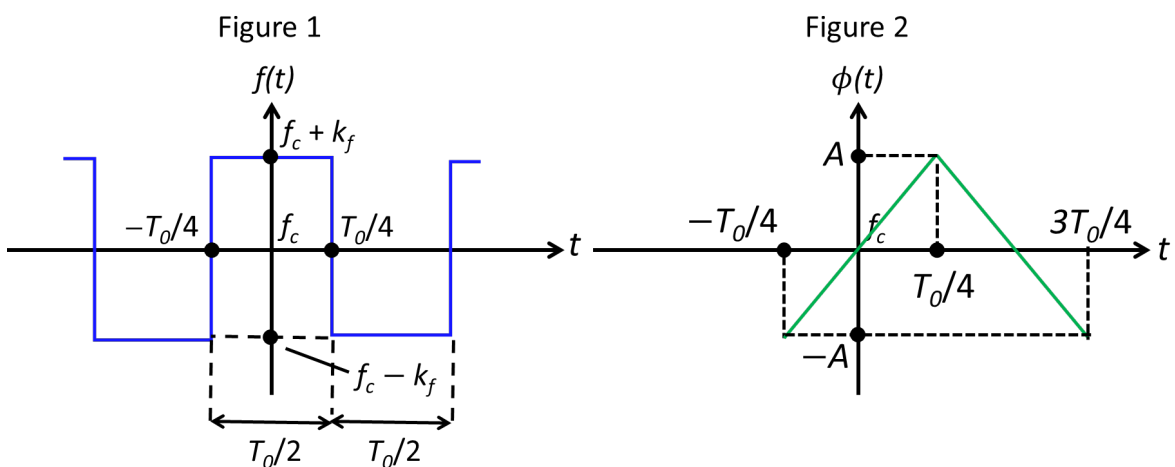 Figure 1
f(t)
f_c + k_f
−T_0/4
f_c
T_0/4
t
f_c − k_f
T_0/2
T_0/2
Figure 2
ϕ(t)
A
−T_0/4
f_c
3T_0/4
t
T_0/4
−A